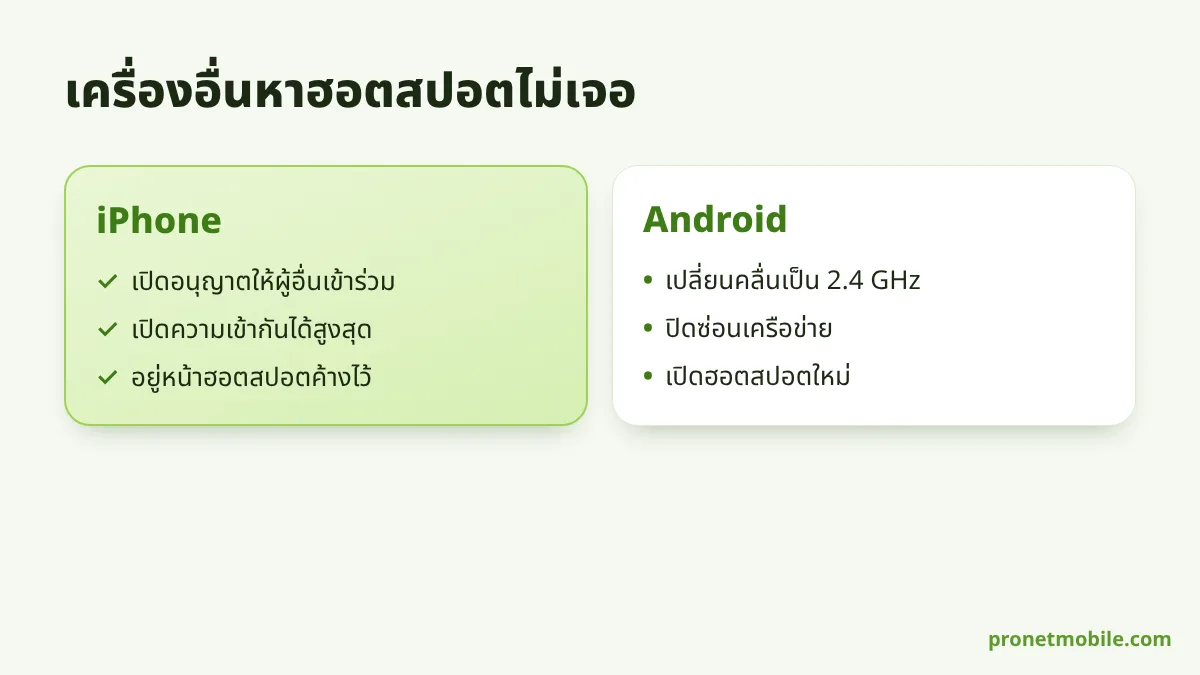 เครื่องอื่นหาฮอตสปอตไม่เจอ
iPhone
เปิดอนุญาตให้ผู้อื่นเข้าร่วม
เปิดความเข้ากันได้สูงสุด
อยู่หน้าฮอตสปอตค้างไว้
Android
เปลี่ยนคลื่นเป็น 2.4 GHz
ปิดซ่อนเครือข่าย
เปิดฮอตสปอตใหม่
pronetmobile.com